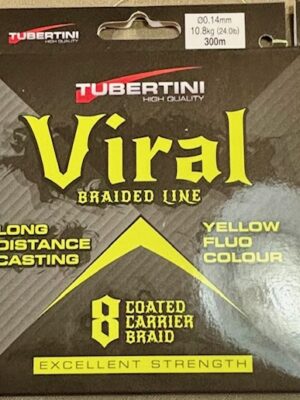 TUBERTINI
HIGH QUALITY
Ø0.14mm
10.8kg (24.0lb)
300m
TUBERTINI
HIGH QUALITY
Viral
BRAIDED LINE
LONG
DISTANCE
CASTING
YELLOW
FLUO
COLOUR
8 COATED
CARRIER
BRAID
EXCELLENT STRENGTH